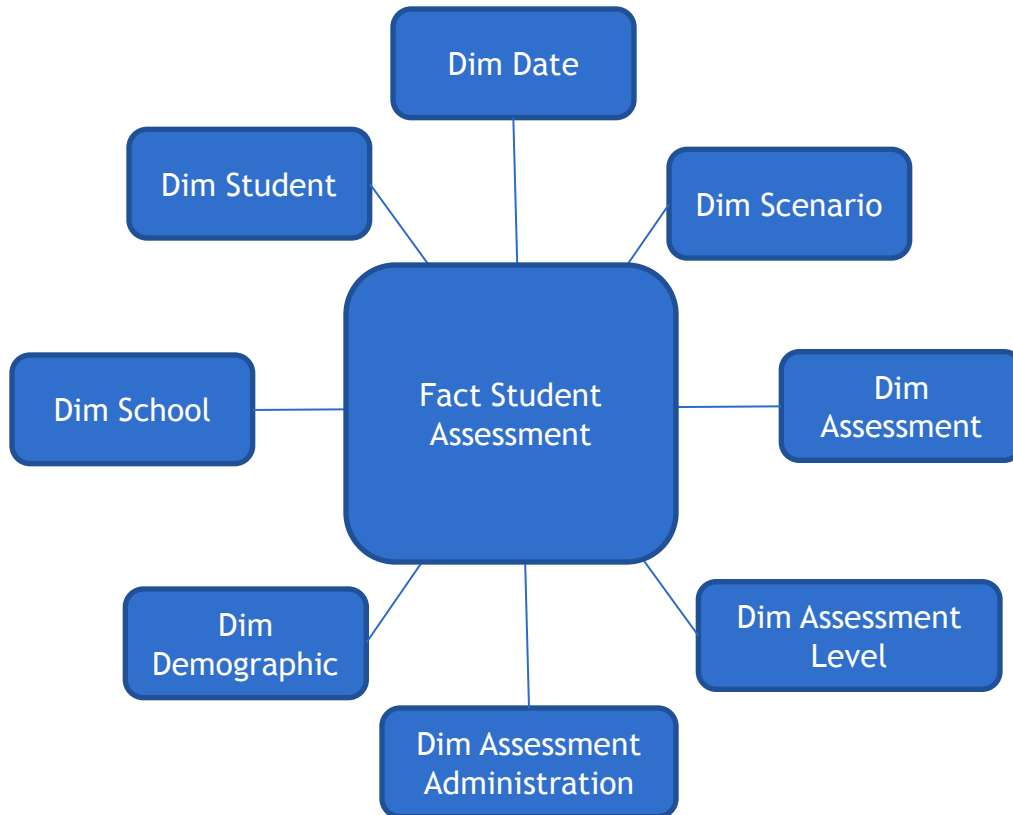 Dim Date
Dim Student
Dim Scenario
Fact Student
Assessment
Dim School
Dim
Assessment
Dim
Demographic
Dim Assessment
Level
Dim Assessment
Administration